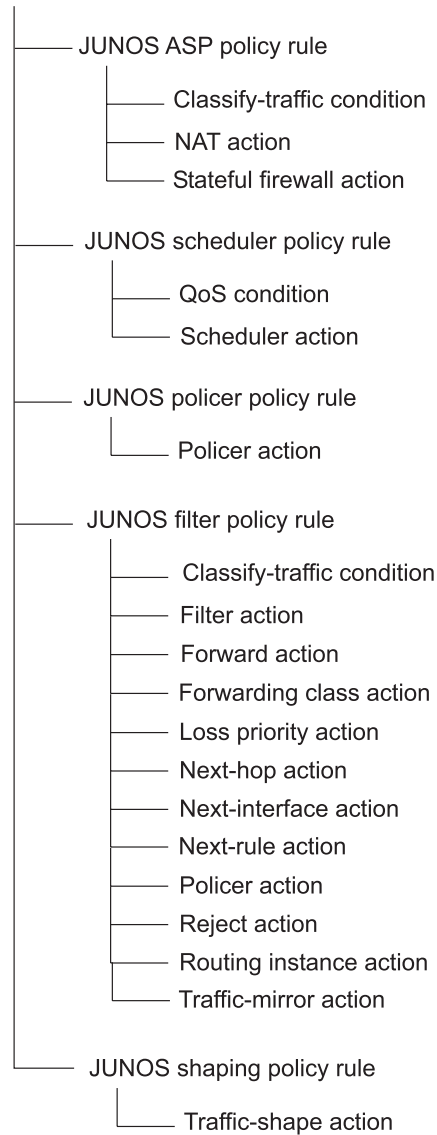 JUNOS ASP policy rule
Classify-traffic condition
NAT action
Stateful firewall action
JUNOS scheduler policy rule
QoS condition
Scheduler action
JUNOS policer policy rule
Policer action
JUNOS filter policy rule
Classify-traffic condition
Filter action
Forward action
Forwarding class action
Loss priority action
Next-hop action
Next-interface action
Next-rule action
Policer action
Reject action
Routing instance action
Traffic-mirror action
JUNOS shaping policy rule
Traffic-shape action